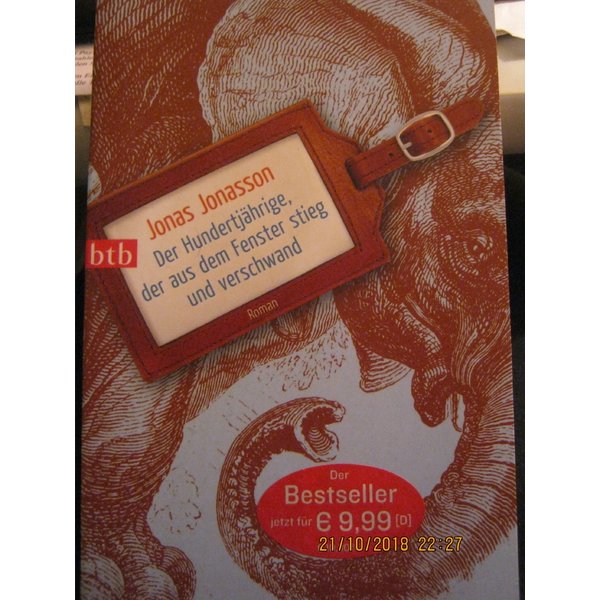 Jonas Jonasson
Der Hundertjährige,
der aus dem Fenster stieg
und verschwand
btb
Roman
Der
Bestseller
jetzt für € 9,99 [D]
21/10/2018 22:27